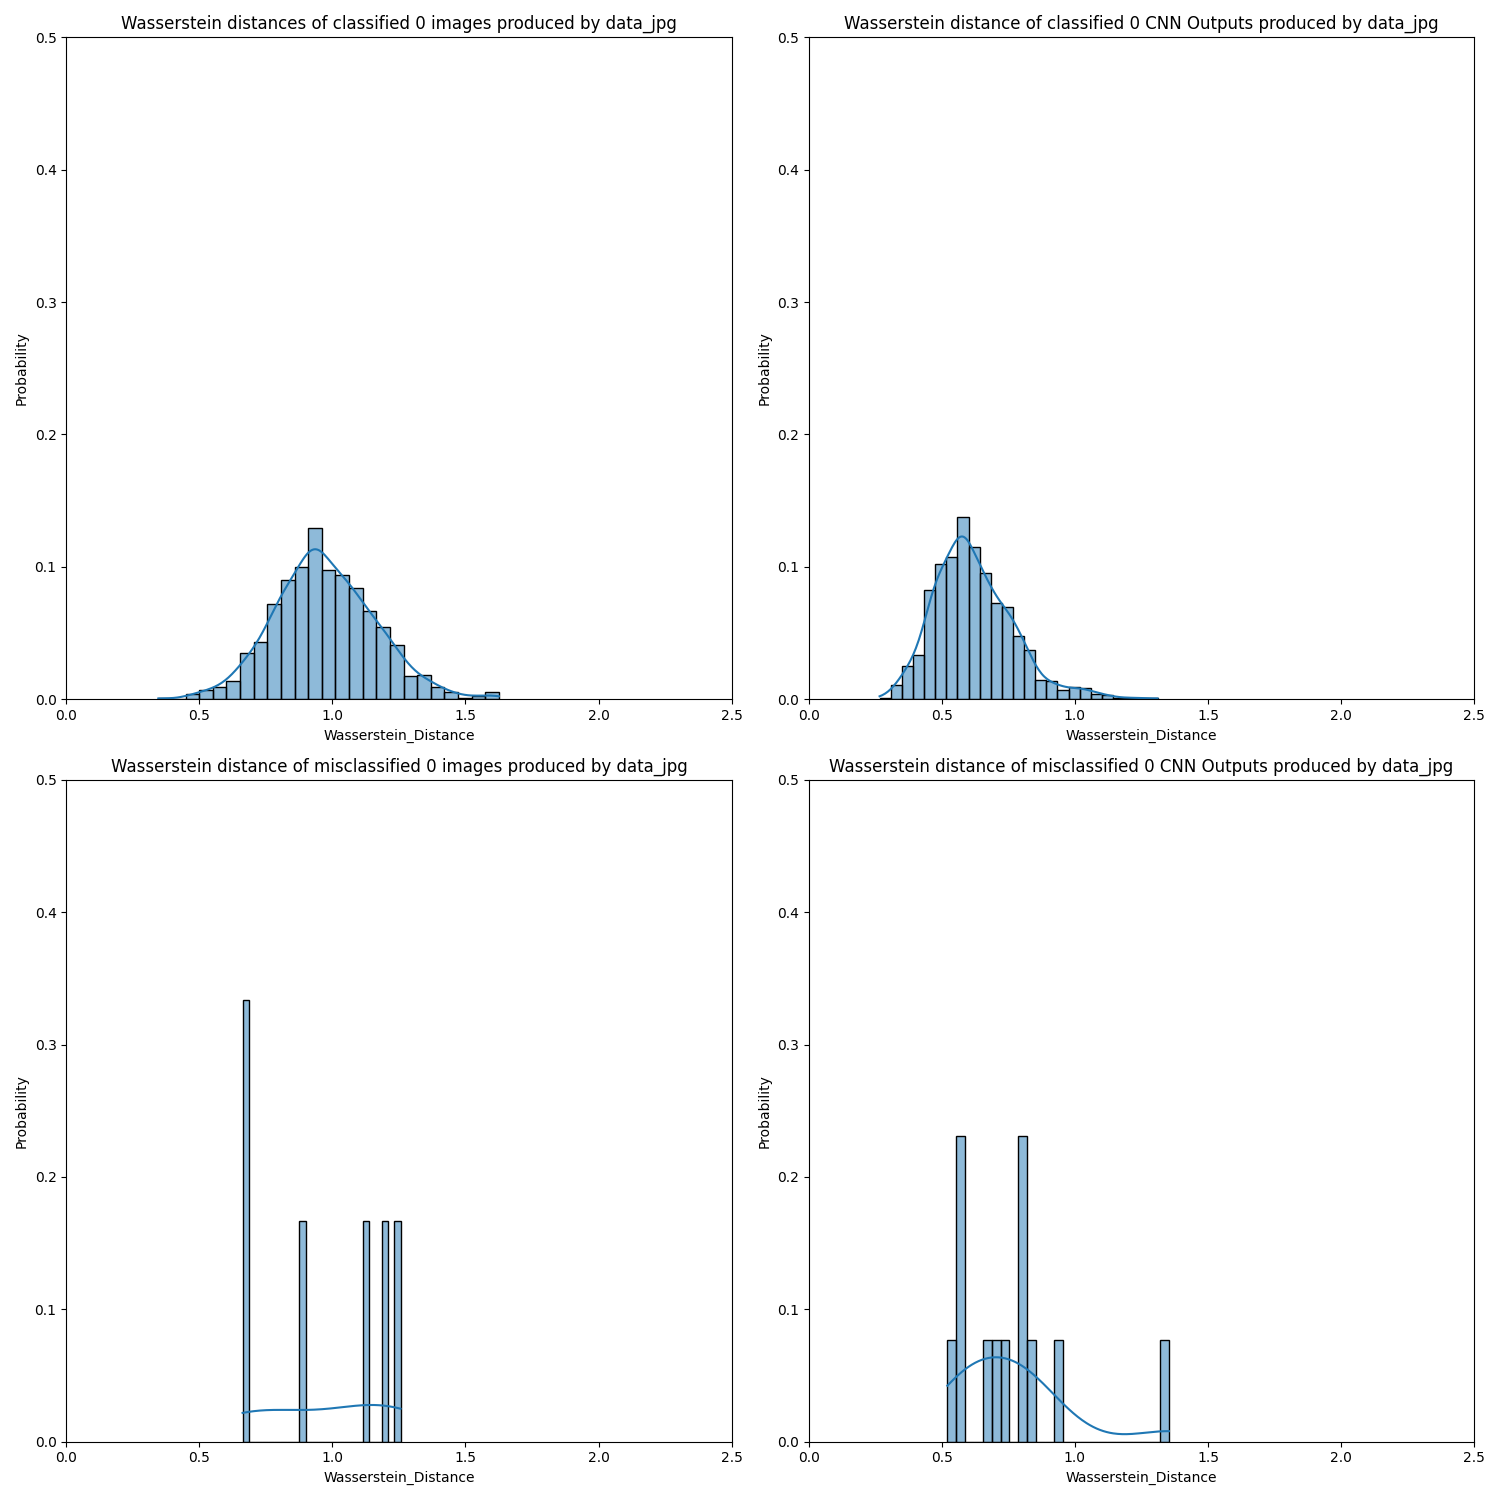 Wasserstein distances of classified 0 images produced by data_jpg
0.5
0.4
0.3
0.2
0.1
0.0
Probability
0.0 0.5 1.0 1.5 2.0 2.5
Wasserstein_Distance
Wasserstein distance of classified 0 CNN Outputs produced by data_jpg
0.5
0.4
0.3
0.2
0.1
0.0
Probability
0.0 0.5 1.0 1.5 2.0 2.5
Wasserstein_Distance
Wasserstein distance of misclassified 0 images produced by data_jpg
0.5
0.4
0.3
0.2
0.1
0.0
Probability
0.0 0.5 1.0 1.5 2.0 2.5
Wasserstein_Distance
Wasserstein distance of misclassified 0 CNN Outputs produced by data_jpg
0.5
0.4
0.3
0.2
0.1
0.0
Probability
0.0 0.5 1.0 1.5 2.0 2.5
Wasserstein_Distance